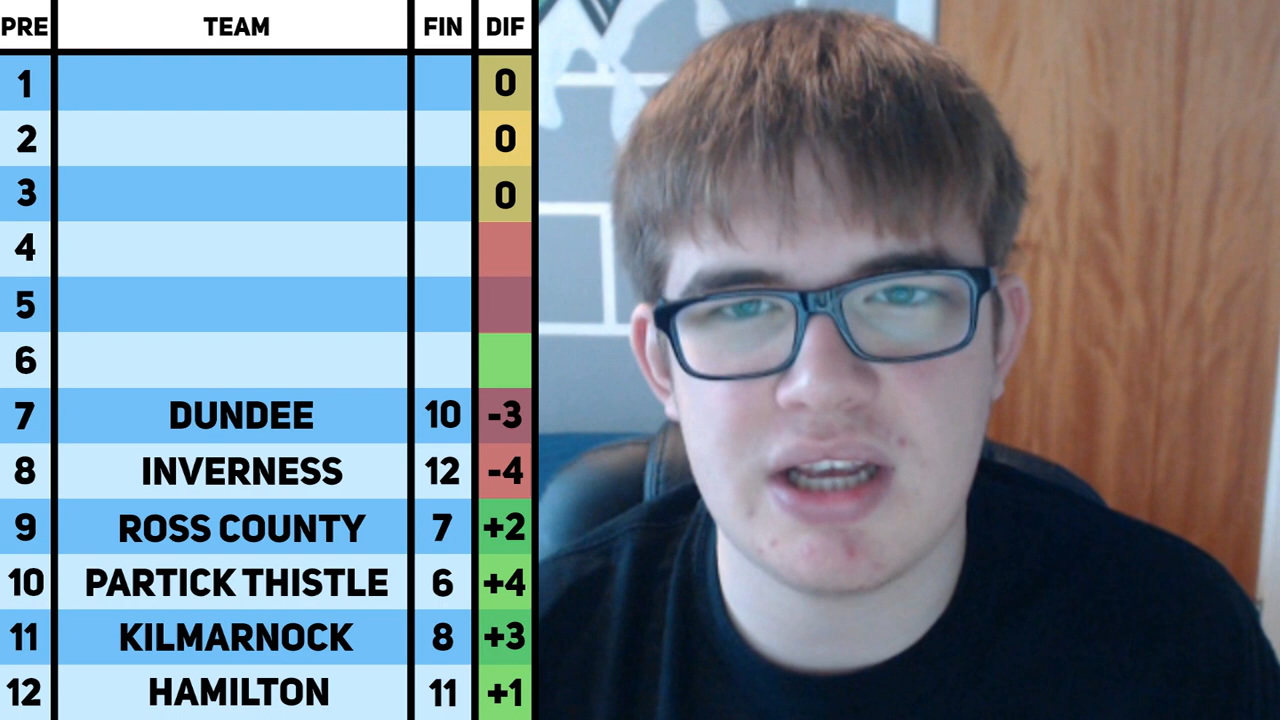 PRE TEAM FIN DIF
1 0
2 0
3 0
4
5
6
7 DUNDEE 10 -3
8 INVERNESS 12 -4
9 ROSS COUNTY 7 +2
10 PARTICK THISTLE 6 +4
11 KILMARNOCK 8 +3
12 HAMILTON 11 +1